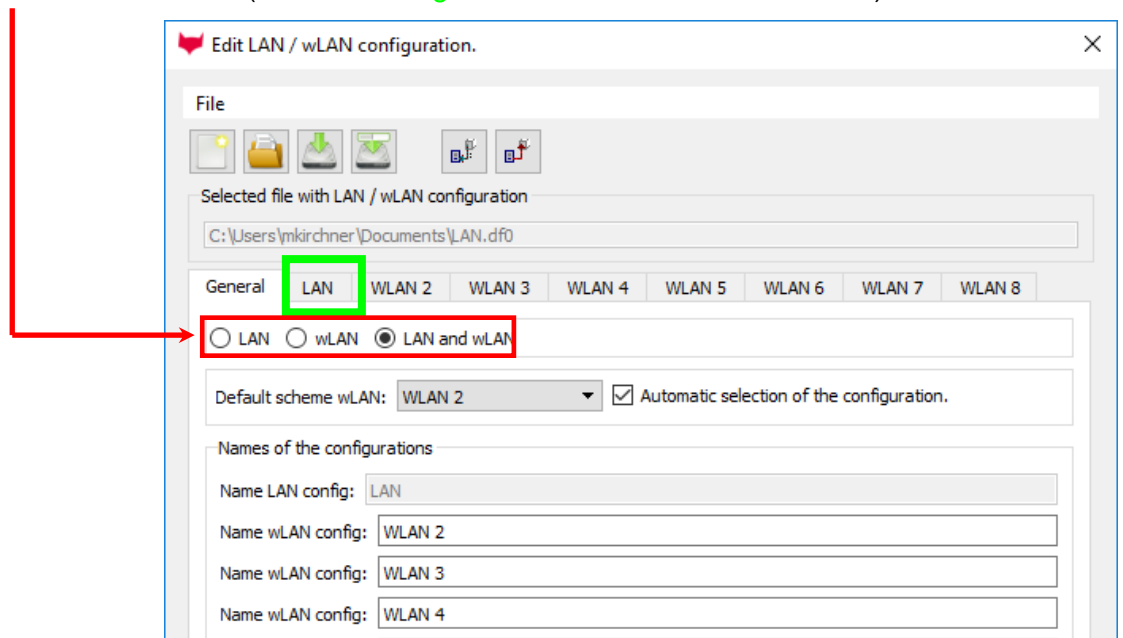 Edit LAN / wLAN configuration.
File
Selected file with LAN / wLAN configuration
C:\Users\mkirchner\Documents\LAN.df0
General LAN WLAN 2 WLAN 3 WLAN 4 WLAN 5 WLAN 6 WLAN 7 WLAN 8
LAN wLAN LAN and wLAN
Default scheme wLAN: WLAN 2 Automatic selection of the configuration.
Names of the configurations
Name LAN config: LAN
Name wLAN config: WLAN 2
Name wLAN config: WLAN 3
Name wLAN config: WLAN 4